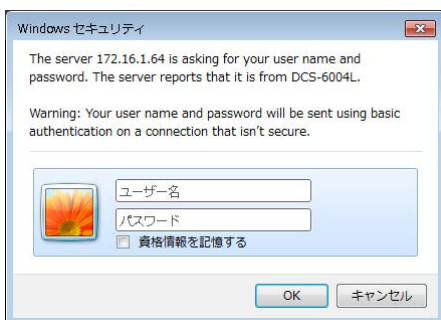 Windows セキュリティ
The server 172.16.1.64 is asking for your user name and
password. The server reports that it is from DCS-6004L.
Warning: Your user name and password will be sent using basic
authentication on a connection that isn't secure.
ユーザー名
パスワード
資格情報を記憶する
OK
キャンセル